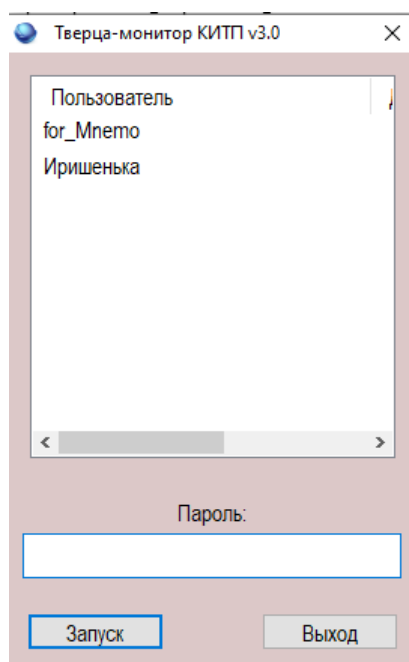 Тверца-монитор КИТП v3.0
Пользователь
for_Mnemo
Иришенька
Пароль:
Запуск
Выход